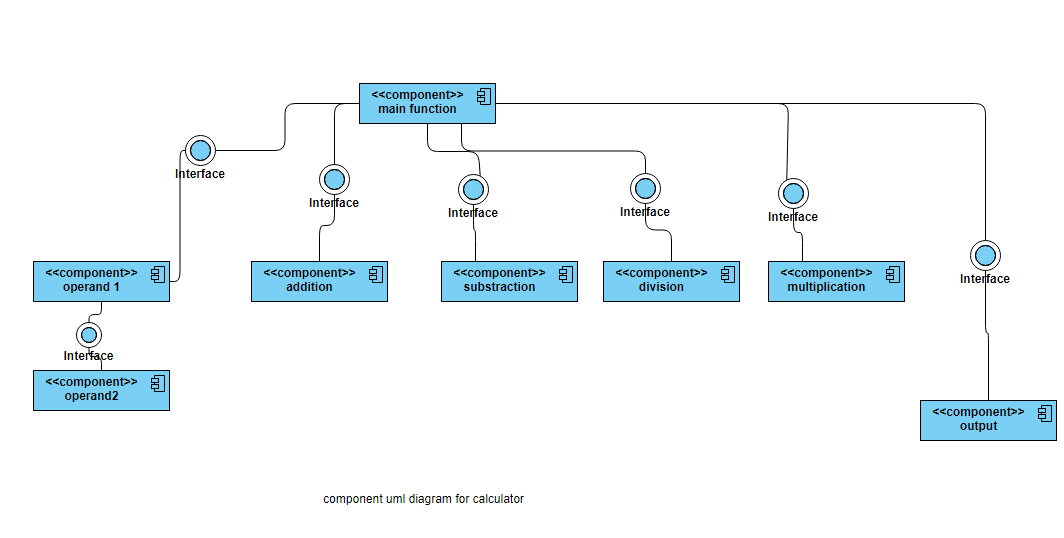 <<component>>
main function
Interface
Interface
Interface
Interface
Interface
Interface
<<component>>
operand 1
<<component>>
addition
<<component>>
substraction
<<component>>
division
<<component>>
multiplication
Interface
<<component>>
operand2
<<component>>
output
component uml diagram for calculator